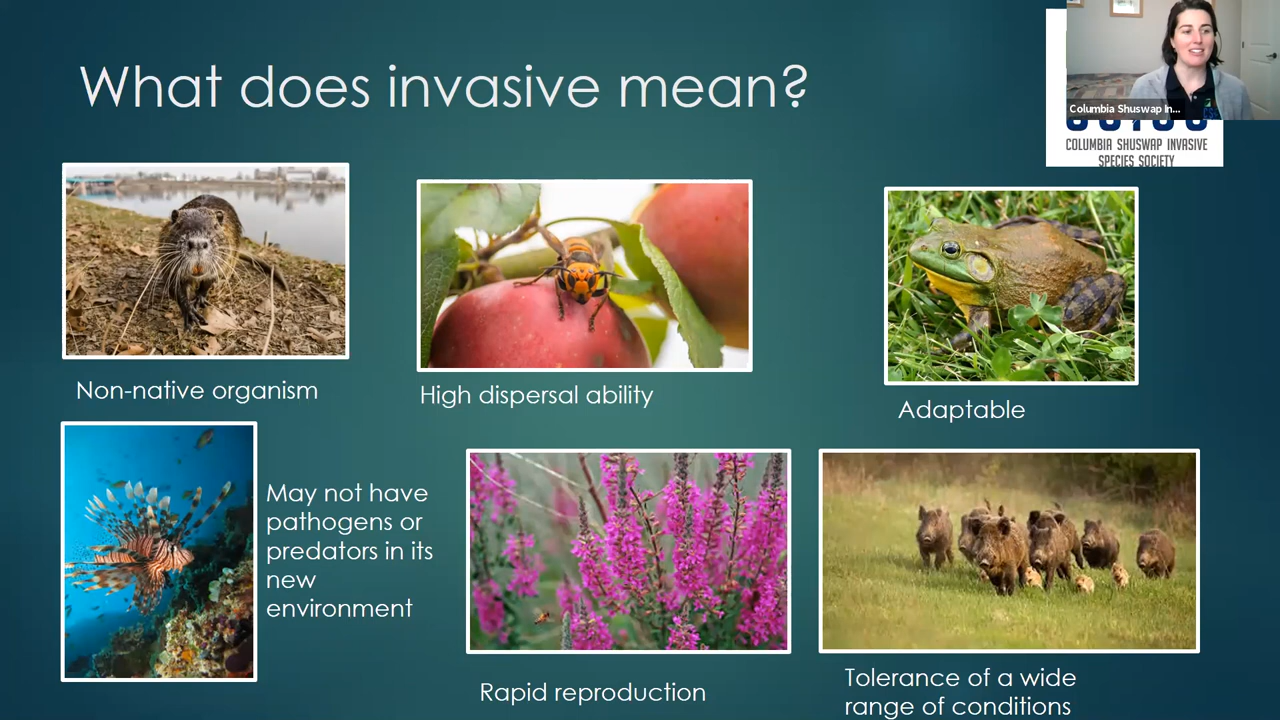 What does invasive mean?
Columbia Shuswap In...
COLUMBIA SHUSWAP INVASIVE
SPECIES SOCIETY
Non-native organism
High dispersal ability
Adaptable
May not have
pathogens or
predators in its
new
environment
Rapid reproduction
Tolerance of a wide
range of conditions